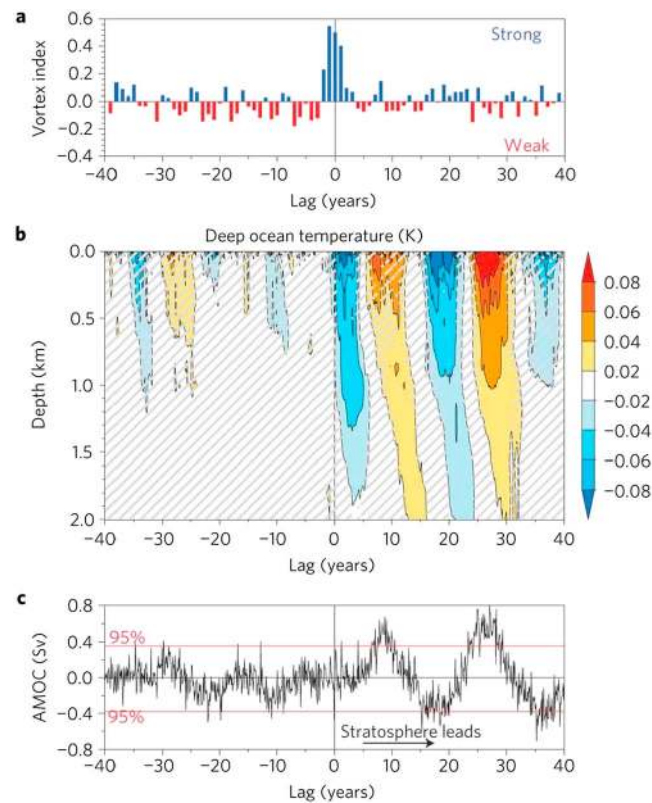 a
Strong
Vortex index
0.6
0.4
0.2
0.0
−0.2
0.4
Weak
−40 −30 −20 −10 0 10 20 30 40
Lag (years)
b
Deep ocean temperature (K)
Depth (km)
0.0
0.5
1.0
1.5
2.0
0.08
0.06
0.04
0.02
−0.02
−0.04
−0.06
−0.08
−40 −30 −20 −10 0 10 20 30 40
Lag (years)
c
AMOC (Sv)
0.8
0.4
0.0
−0.4
−0.8
95%
95%
Stratosphere leads
−40 −30 −20 −10 0 10 20 30 40
Lag (years)